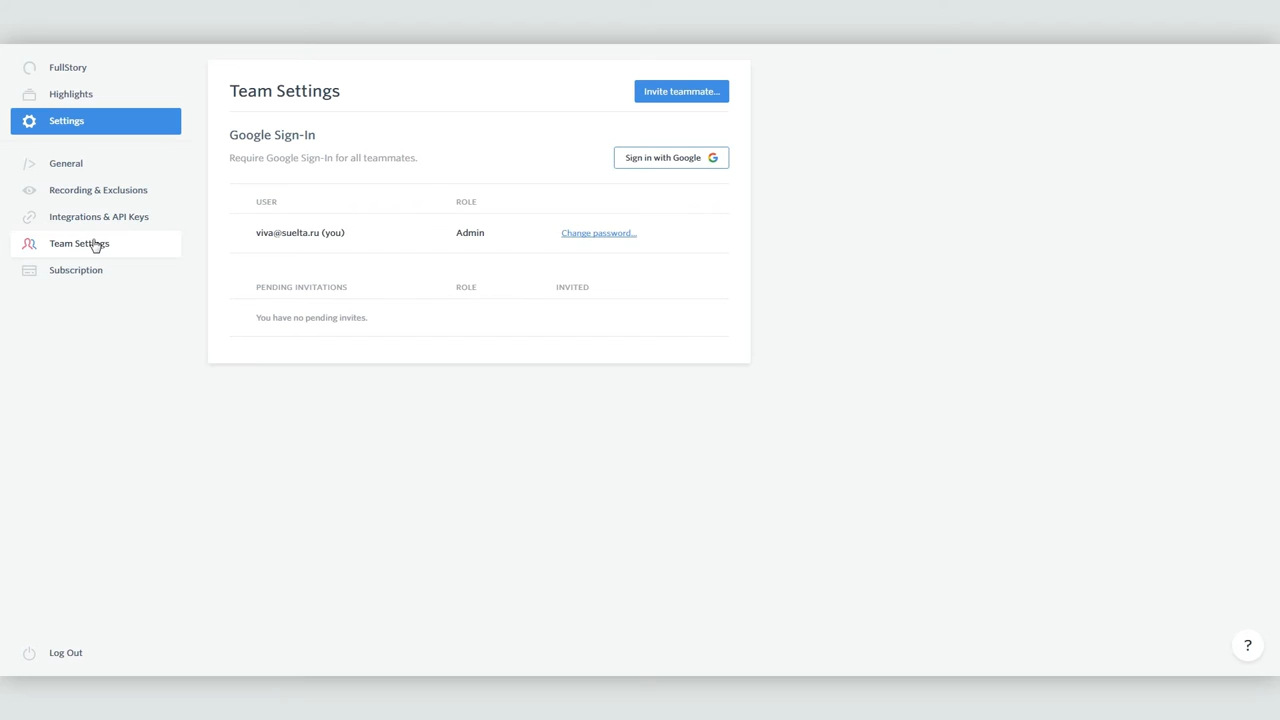 FullStory
Highlights
Settings
General
Recording & Exclusions
Integrations & API Keys
Team Settings
Subscription
Log Out
Team Settings
Invite teammate...
Google Sign-In
Require Google Sign-In for all teammates.
Sign in with Google
USER ROLE
viva@suelta.ru (you) Admin Change password...
PENDING INVITATIONS ROLE INVITED
You have no pending invites.
?